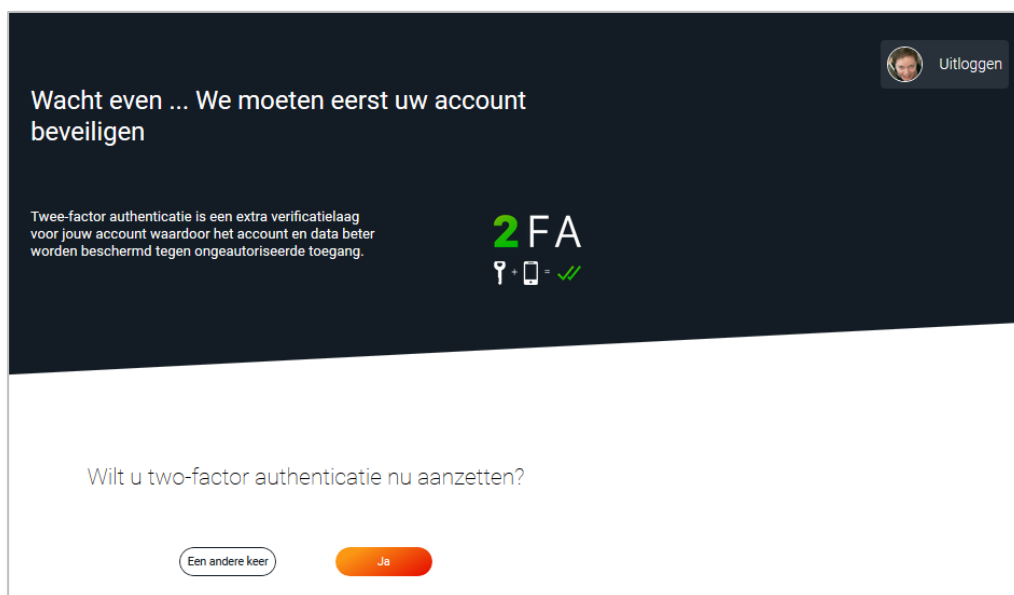 Uitloggen
Wacht even ... We moeten eerst uw account
beveiligen
Twee-factor authenticatie is een extra verificatielaag
voor jouw account waardoor het account en data beter
worden beschermd tegen ongeautoriseerde toegang.
2FA
+ =
Wilt u two-factor authenticatie nu aanzetten?
Een andere keer
Ja